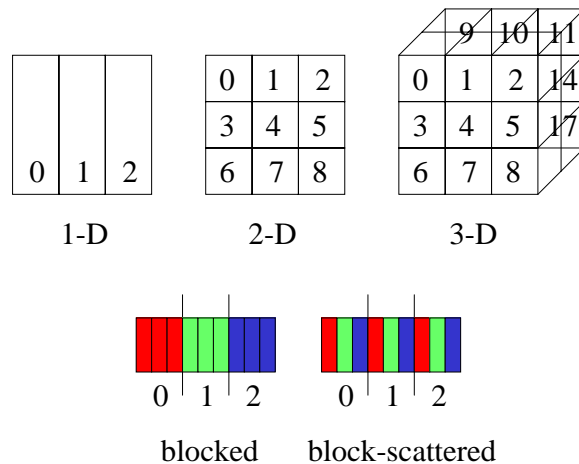 9 10 11
0 1 2 0 1 2 14
3 4 5 3 4 5 17
0 1 2 6 7 8 6 7 8
1-D 2-D 3-D
0 1 2 0 1 2
blocked block-scattered